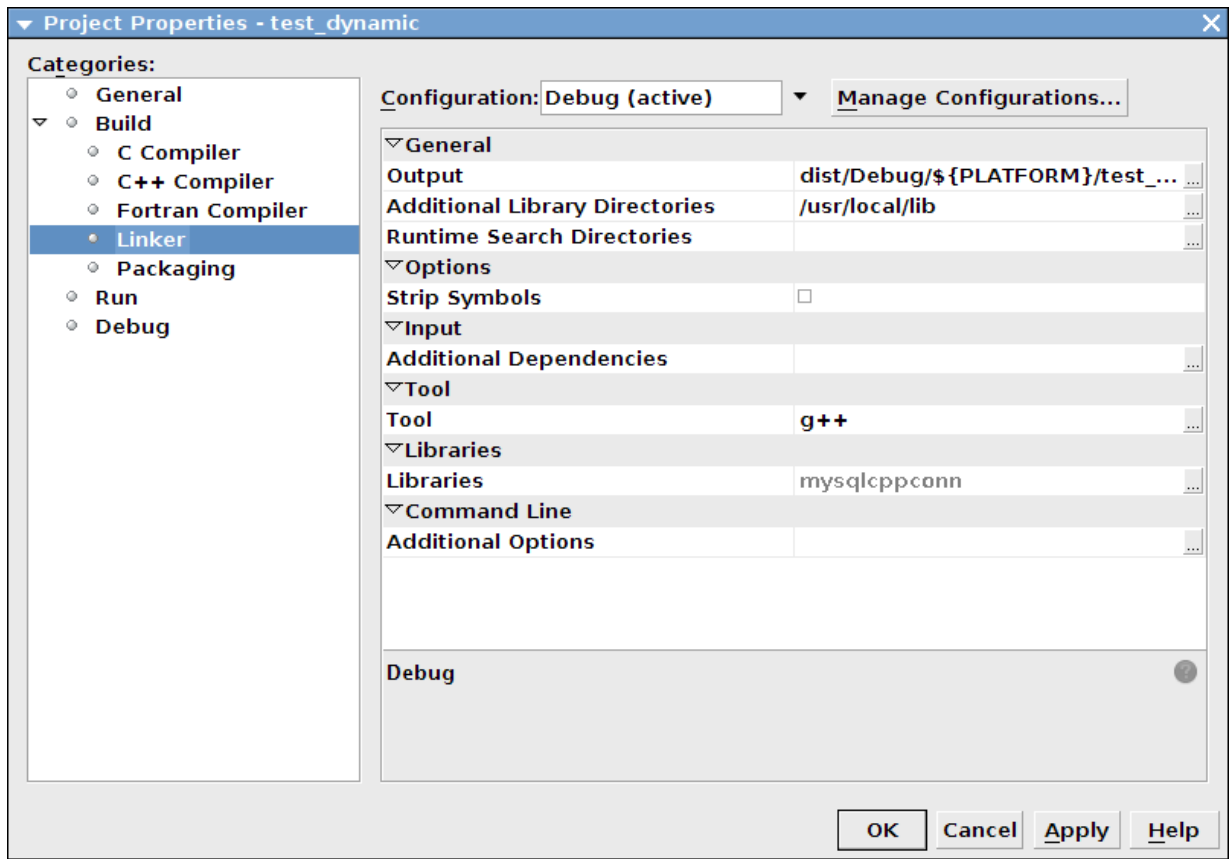 Project Properties - test_dynamic
Categories:
General
Build
C Compiler
C++ Compiler
Fortran Compiler
Linker
Packaging
Run
Debug
Configuration: Debug (active) Manage Configurations...
General
Output dist/Debug/${PLATFORM}/test_... ...
Additional Library Directories /usr/local/lib ...
Runtime Search Directories ...
Options
Strip Symbols
Input
Additional Dependencies ...
Tool
Tool g++ ...
Libraries
Libraries mysqlcppconn ...
Command Line
Additional Options ...
Debug ?
OK Cancel Apply Help